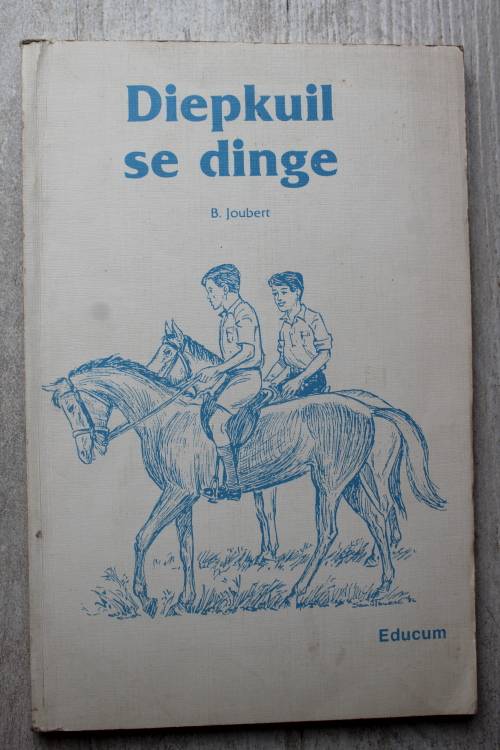 Diepkuil
se dinge
B. Joubert
Educum